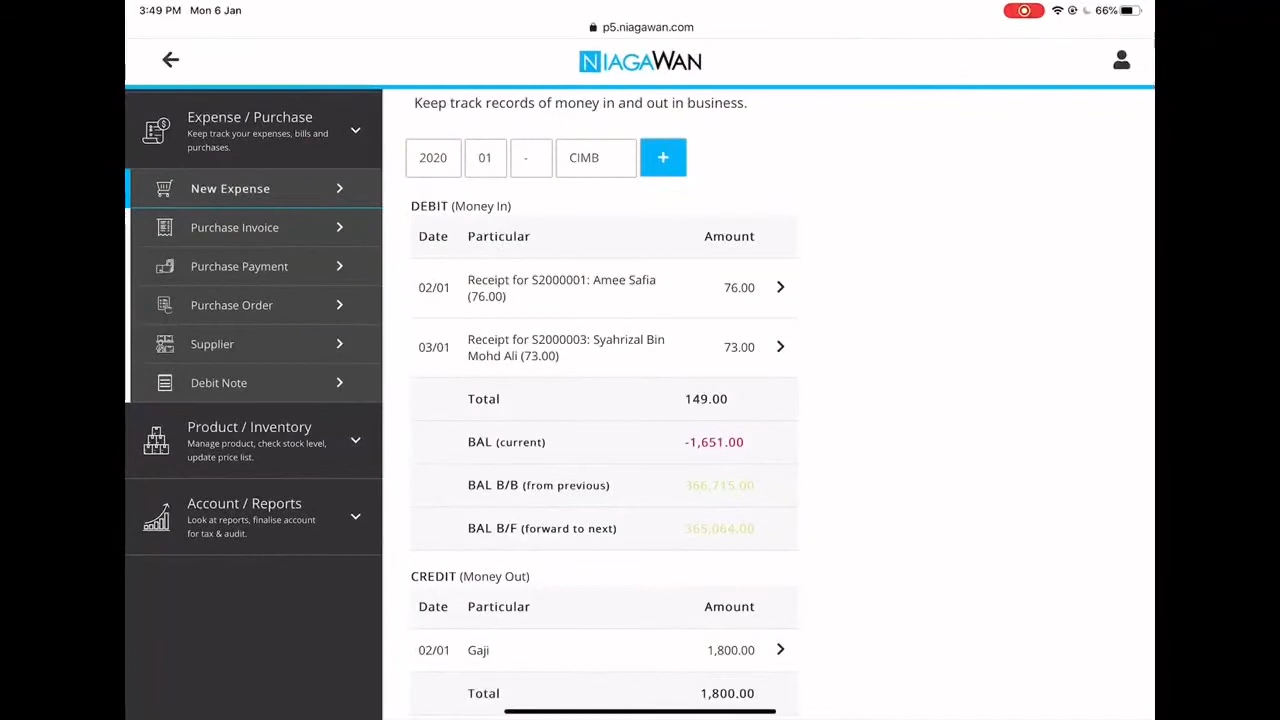 3:49 PM Mon 6 Jan
66%
p5.niagawan.com
NIAGAWAN
Expense / Purchase
Keep track your expenses, bills and
purchases.
New Expense
Purchase Invoice
Purchase Payment
Purchase Order
Supplier
Debit Note
Product / Inventory
Manage product, check stock level,
update price list.
Account / Reports
Look at reports, finalise account
for tax & audit.
Keep track records of money in and out in business.
2020 01 - CIMB +
DEBIT (Money In)
Date Particular Amount
02/01 Receipt for S2000001: Amee Safia 76.00
(76.00)
03/01 Receipt for S2000003: Syahrizal Bin 73.00
Mohd Ali (73.00)
Total 149.00
BAL (current) -1,651.00
BAL B/B (from previous) 366,715.00
BAL B/F (forward to next) 365,064.00
CREDIT (Money Out)
Date Particular Amount
02/01 Gaji 1,800.00
Total 1,800.00